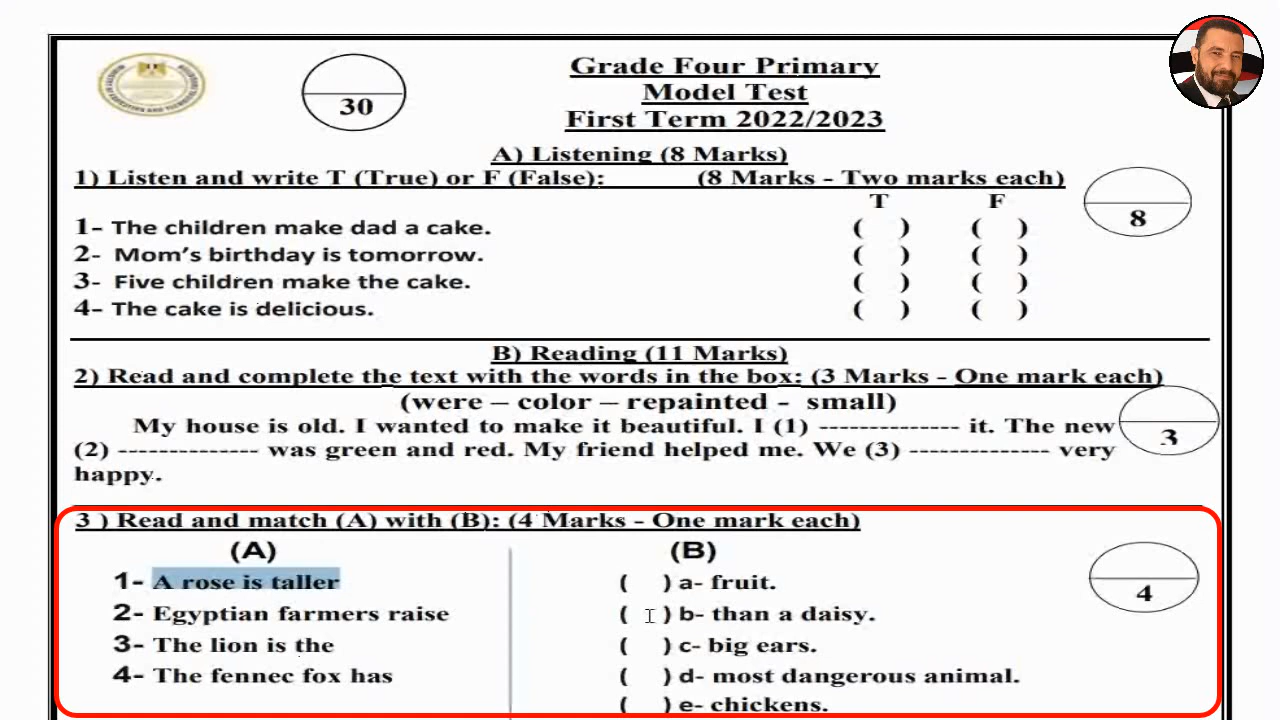 Grade Four Primary
Model Test
First Term 2022/2023
30
A) Listening (8 Marks)
1) Listen and write T (True) or F (False): (8 Marks - Two marks each)
T F
8
1- The children make dad a cake. ( ) ( )
2- Mom's birthday is tomorrow. ( ) ( )
3- Five children make the cake. ( ) ( )
4- The cake is delicious. ( ) ( )
B) Reading (11 Marks)
2) Read and complete the text with the words in the box: (3 Marks - One mark each)
(were – color – repainted - small)
My house is old. I wanted to make it beautiful. I (1) -------------- it. The new
(2) -------------- was green and red. My friend helped me. We (3) -------------- very
happy.
3
3 ) Read and match (A) with (B): (4 Marks - One mark each)
(A) (B)
1- A rose is taller ( ) a- fruit.
2- Egyptian farmers raise ( ) b- than a daisy.
3- The lion is the ( ) c- big ears.
4- The fennec fox has ( ) d- most dangerous animal.
( ) e- chickens.
4